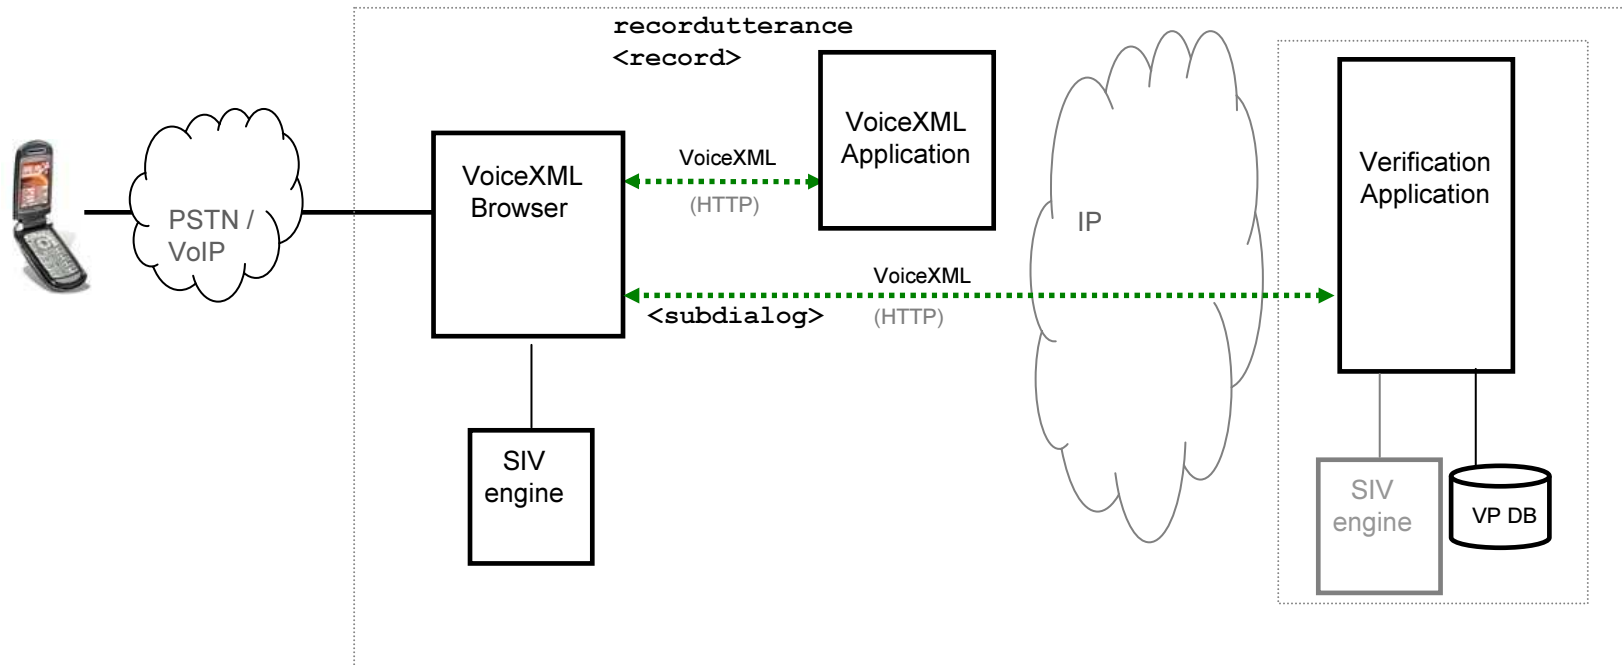 recordutterance
<record>
VoiceXML
Application
VoiceXML
(HTTP)
VoiceXML
Browser
PSTN /
VoIP
IP
Verification
Application
VoiceXML
<subdialog>
(HTTP)
SIV
engine
SIV
engine
VP DB